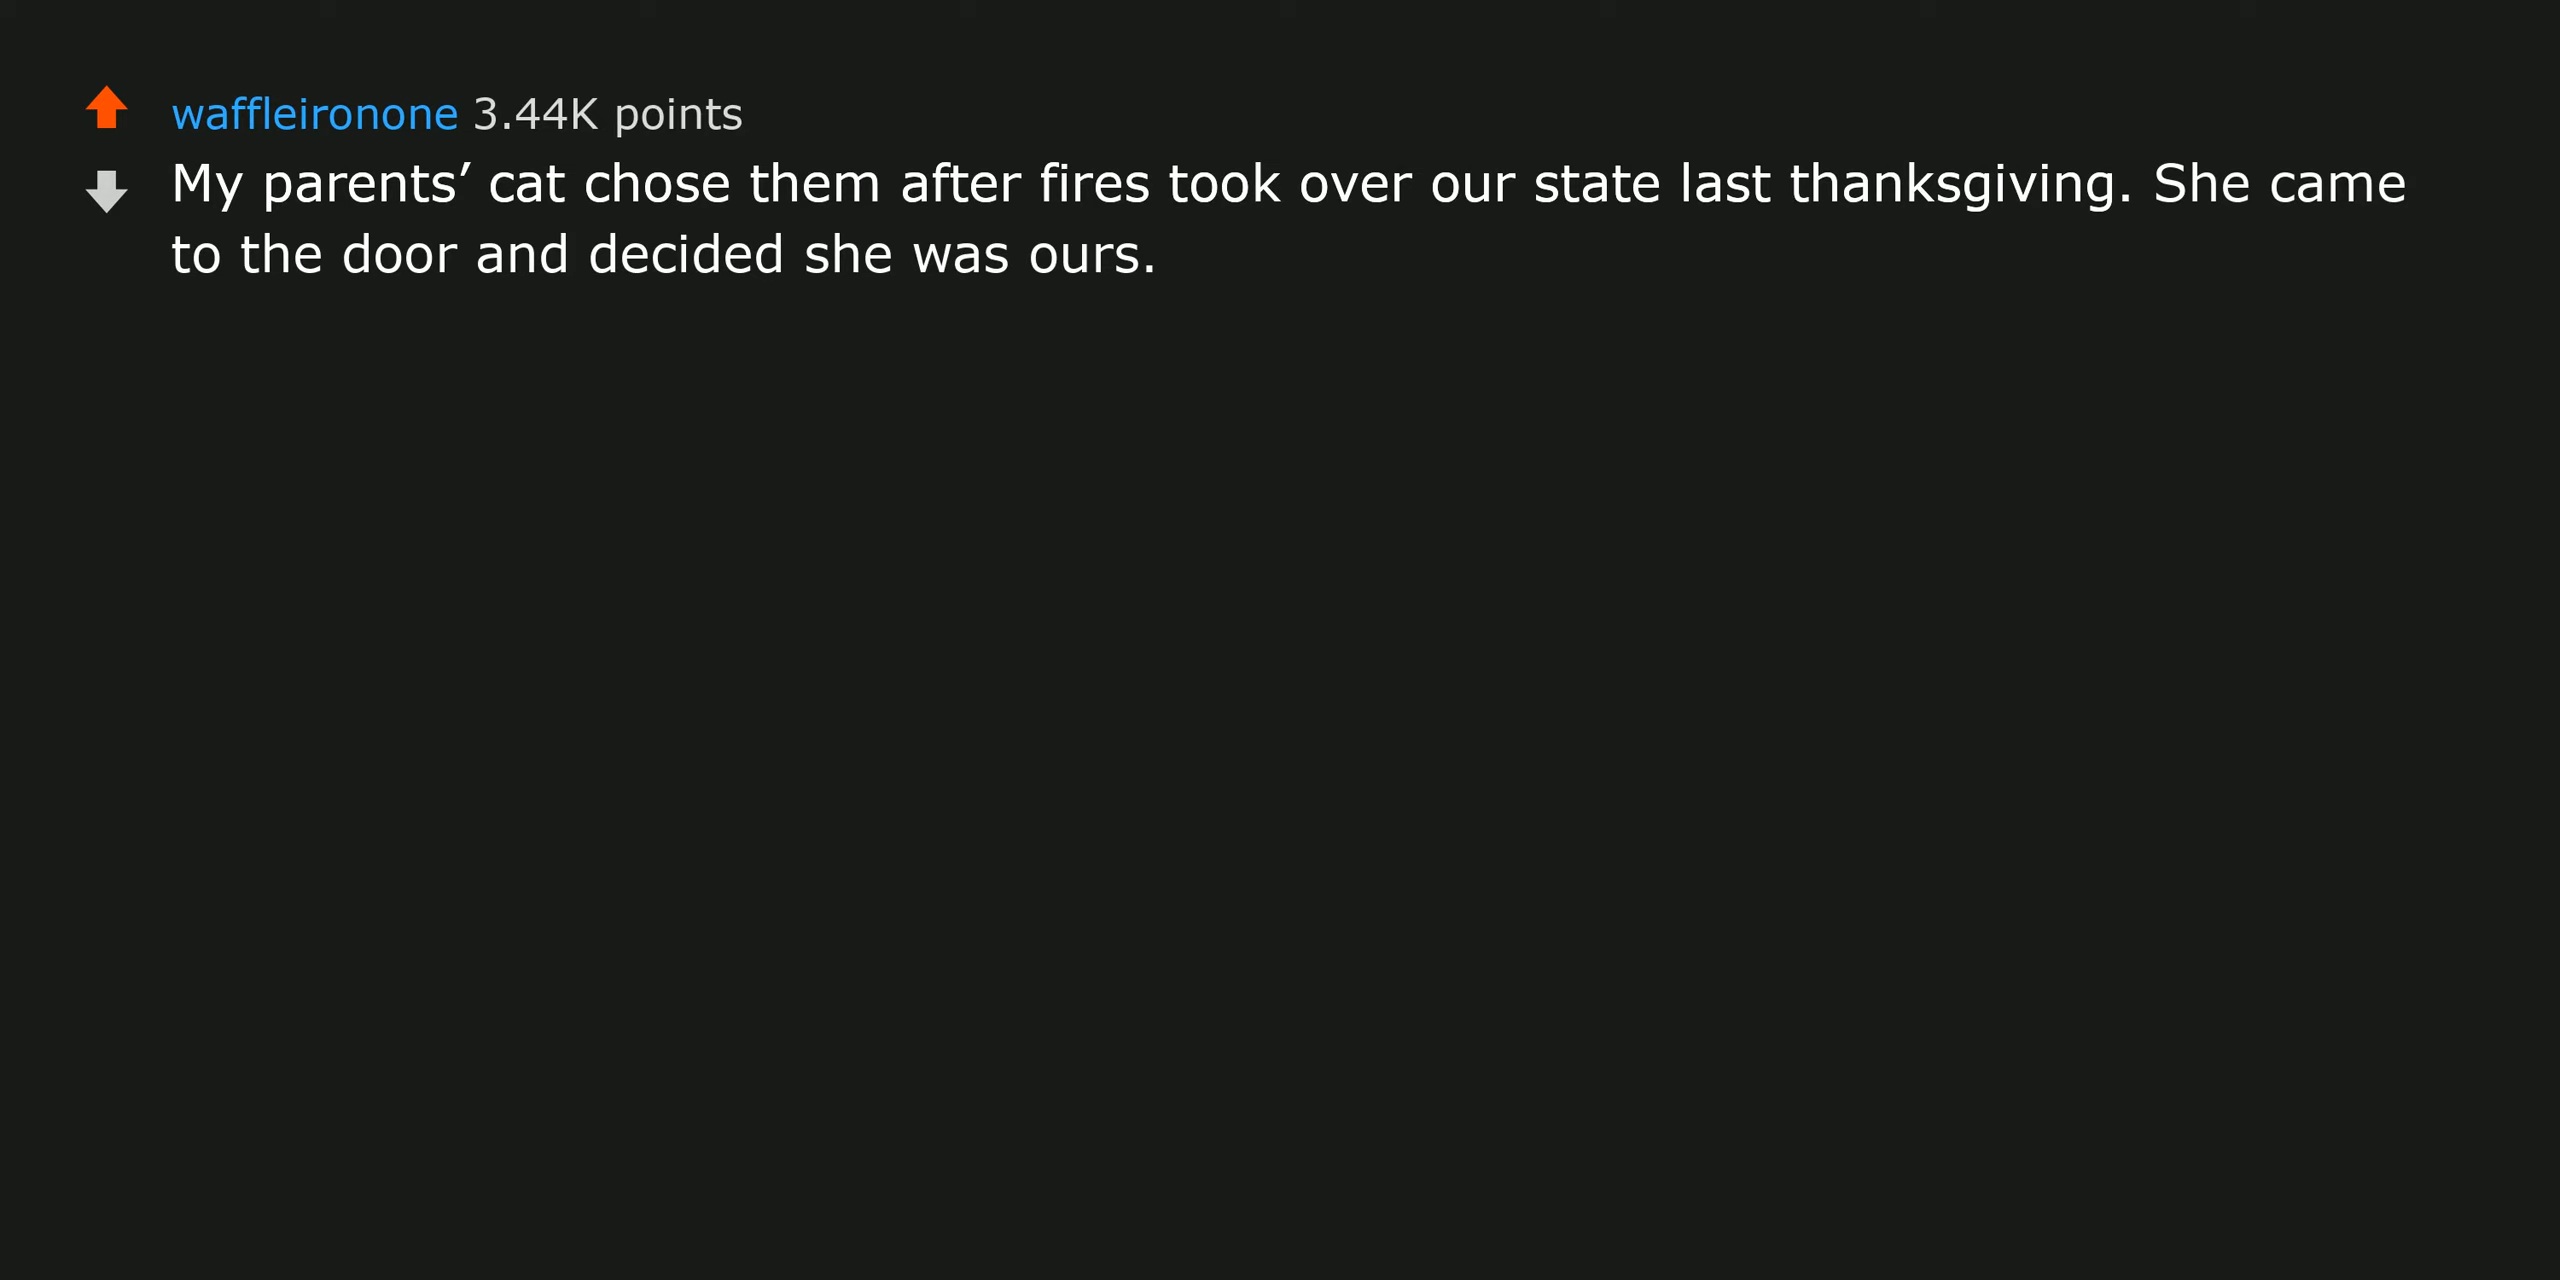 waffleironone 3.44K points
My parents’ cat chose them after fires took over our state last thanksgiving. She came
to the door and decided she was ours.